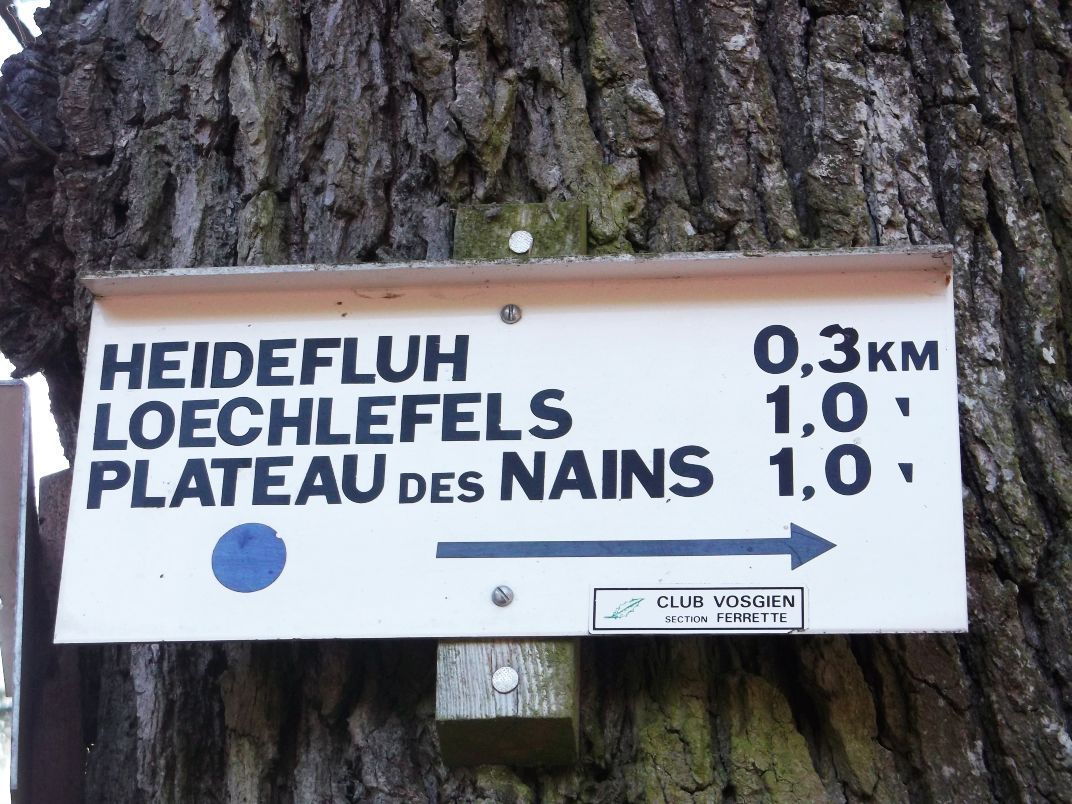 HEIDEFLUH 0,3 KM
LOECHLEFELS 1,0 "
PLATEAU DES NAINS 1,0 "
CLUB VOSGIEN
SECTION FERRETTE